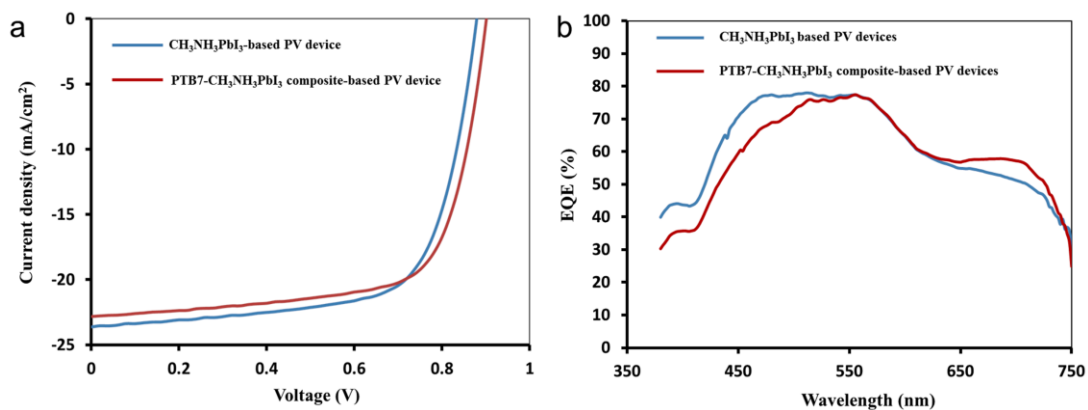 a
CH₃NH₃PbI₃-based PV device
PTB7-CH₃NH₃PbI₃ composite-based PV device
0
-5
-10
-15
-20
-25
Current density (mA/cm²)
0
0.2
0.4
0.6
0.8
1
Voltage (V)
b
CH₃NH₃PbI₃ based PV devices
PTB7-CH₃NH₃PbI₃ composite-based PV devices
100
90
80
70
60
50
40
30
20
10
0
EQE (%)
350
450
550
650
750
Wavelength (nm)